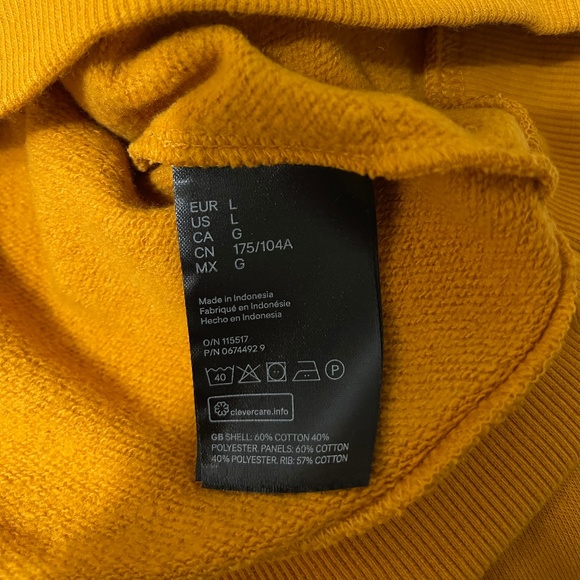 EUR L
US L
CA G
CN 175/104A
MX G
Made in Indonesia
Fabriqué en Indonésie
Hecho en Indonesia
O/N 115517
P/N 0674492 9
40 P
clevercare.info
GB SHELL: 60% COTTON 40%
POLYESTER, PANELS: 60% COTTON
40% POLYESTER, RIB: 57% COTTON